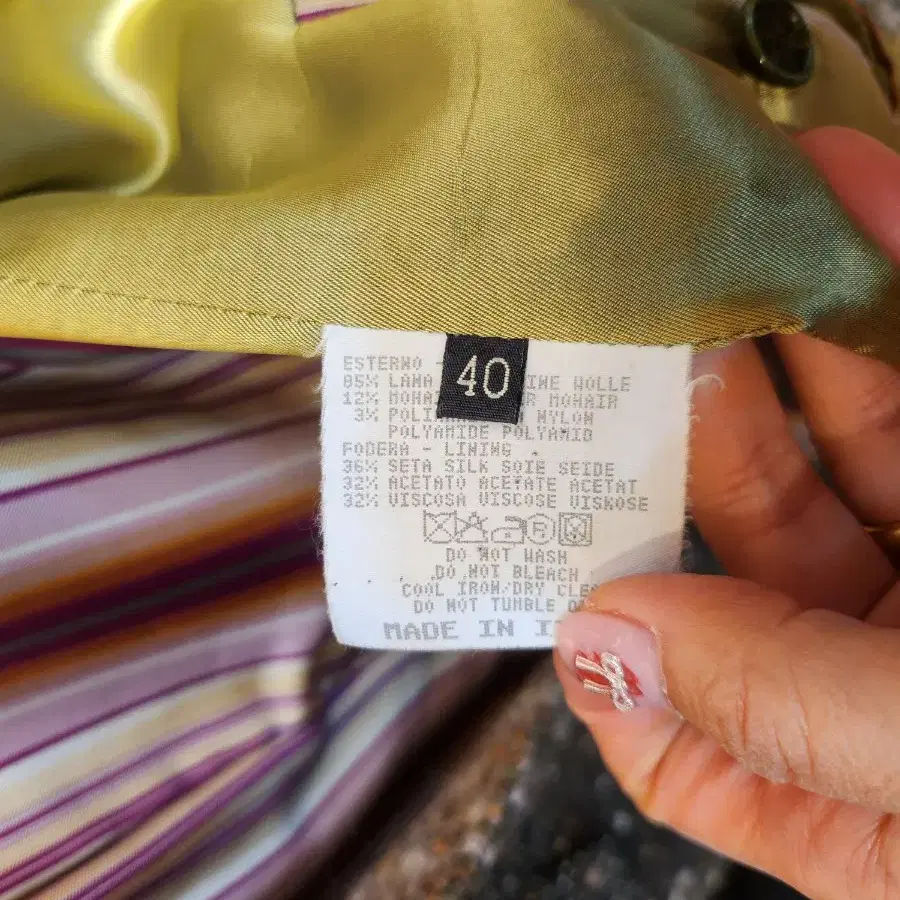 ESTERNO -
40
85% LANA WOLLE
12% MOHAIR
3% NYLON
POLYAMIDE POLYAMID
FODERA - LINING
36% SETA SILK SOIE SEIDE
32% ACETATO ACETATE ACETAT
32% VISCOSA VISCOSE VISKOSE
DO NOT WASH
DO NOT BLEACH
COOL IRON/DRY
DO NOT TUMBLE
MADE IN